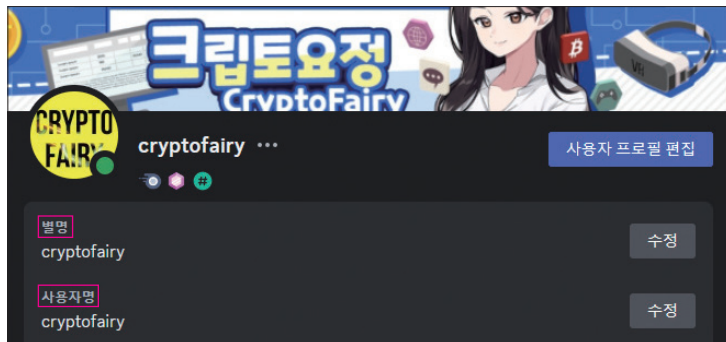 크립토요정
CryptoFairy
VR
CRYPTO
FAIRY
cryptofairy
사용자 프로필 편집
별명
cryptofairy
수정
사용자명
cryptofairy
수정